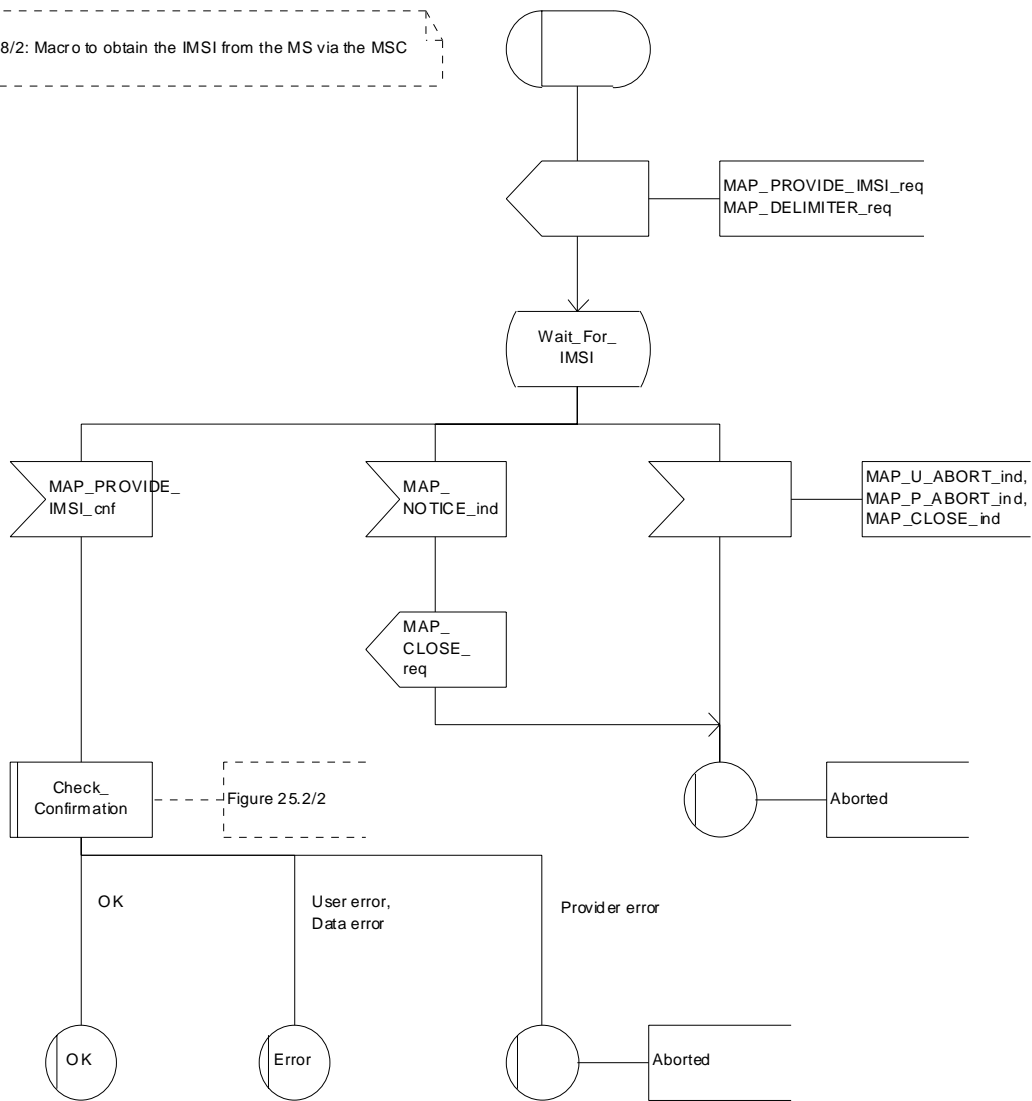 8/2: Macro to obtain the IMSI from the MS via the MSC
MAP_PROVIDE_IMSI_req
MAP_DELIMITER_req
Wait_For_
IMSI
MAP_PROVIDE_
IMSI_cnf
MAP_
NOTICE_ind
MAP_U_ABORT_ind,
MAP_P_ABORT_ind,
MAP_CLOSE_ind
MAP_
CLOSE_
req
Check_
Confirmation
Figure 25.2/2
Aborted
OK
User error,
Data error
Provider error
OK
Error
Aborted